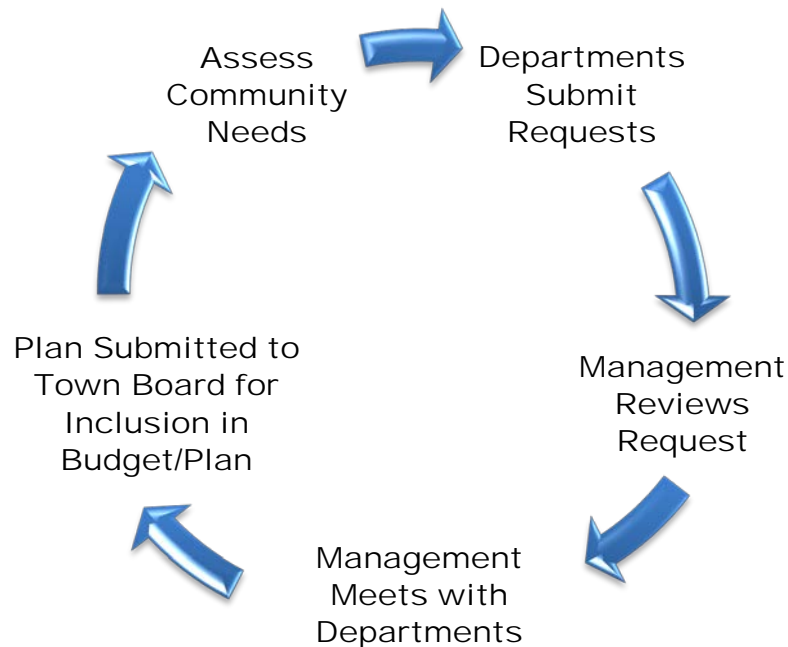 Assess
Community
Needs
Departments
Submit
Requests
Management
Reviews
Request
Management
Meets with
Departments
Plan Submitted to
Town Board for
Inclusion in
Budget/Plan